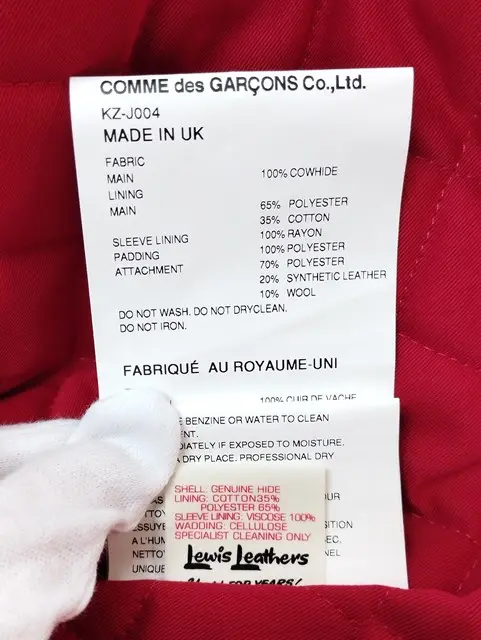 COMME des GARÇONS Co.,Ltd.
KZ-J004
MADE IN UK
FABRIC
MAIN 100% COWHIDE
LINING
MAIN 65% POLYESTER
35% COTTON
SLEEVE LINING 100% RAYON
PADDING 100% POLYESTER
ATTACHMENT 70% POLYESTER
20% SYNTHETIC LEATHER
10% WOOL
DO NOT WASH. DO NOT DRYCLEAN.
DO NOT IRON.
FABRIQUÉ AU ROYAUME-UNI
100% CUIR DE VACHE
BENZINE OR WATER TO CLEAN
IF EXPOSED TO MOISTURE.
DRY PLACE. PROFESSIONAL DRY
SHELL: GENUINE HIDE
LINING: COTTON35%
POLYESTER 65%
SLEEVE LINING: VISCOSE 100%
WADDING: CELLULOSE
SPECIALIST CLEANING ONLY
Lewis Leathers
FOR YEARS!
UNIQUE